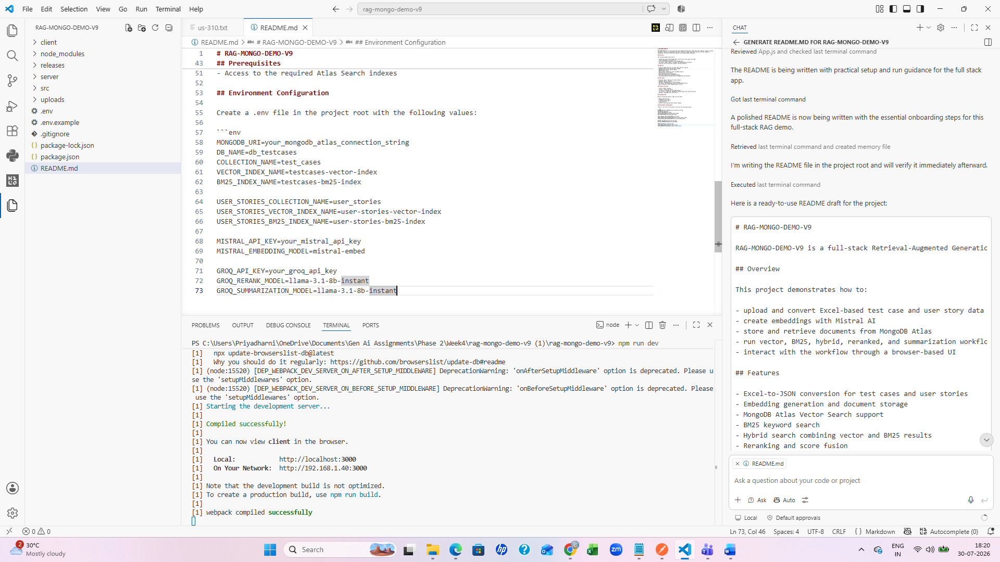 File Edit Selection View Go Run Terminal Help
rag-mongo-demo-v9
RAG-MONGO-DEMO-V9
client
node_modules
releases
server
src
uploads
.env
.env.example
.gitignore
package-lock.json
package.json
README.md
us-310.txt
README.md
README.md > # RAG-MONGO-DEMO-V9 > ## Environment Configuration
1 # RAG-MONGO-DEMO-V9
43 ## Prerequisites
51 - Access to the required Atlas Search indexes
52
53 ## Environment Configuration
54
55 Create a .env file in the project root with the following values:
56
57 ```env
58 MONGODB_URI=your_mongodb_atlas_connection_string
59 DB_NAME=db_testcases
60 COLLECTION_NAME=test_cases
61 VECTOR_INDEX_NAME=testcases-vector-index
62 BM25_INDEX_NAME=testcases-bm25-index
63
64 USER_STORIES_COLLECTION_NAME=user_stories
65 USER_STORIES_VECTOR_INDEX_NAME=user-stories-vector-index
66 USER_STORIES_BM25_INDEX_NAME=user-stories-bm25-index
67
68 MISTRAL_API_KEY=your_mistral_api_key
69 MISTRAL_EMBEDDING_MODEL=mistral-embed
70
71 GROQ_API_KEY=your_groq_api_key
72 GROQ_RERANK_MODEL=llama-3.1-8b-instant
73 GROQ_SUMMARIZATION_MODEL=llama-3.1-8b-instant
PROBLEMS OUTPUT DEBUG CONSOLE TERMINAL PORTS
node
PS C:\Users\Priyadharni\OneDrive\Documents\Gen Ai Assignments\Phase 2\Week4\rag-mongo-demo-v9 (1)\rag-mongo-demo-v9> npm run dev
[1] npx update-browserslist-db@latest
[1] Why you should do it regularly: https://github.com/browserslist/update-db#readme
[1] (node:15520) [DEP_WEBPACK_DEV_SERVER_ON_AFTER_SETUP_MIDDLEWARE] DeprecationWarning: 'onAfterSetupMiddleware' option is deprecated. Please u
se the 'setupMiddlewares' option.
[1] (node:15520) [DEP_WEBPACK_DEV_SERVER_ON_BEFORE_SETUP_MIDDLEWARE] DeprecationWarning: 'onBeforeSetupMiddleware' option is deprecated. Please
use the 'setupMiddlewares' option.
[1] Starting the development server...
[1]
[1] Compiled successfully!
[1]
[1] You can now view client in the browser.
[1]
[1] Local: http://localhost:3000
[1] On Your Network: http://192.168.1.40:3000
[1]
[1] Note that the development build is not optimized.
[1] To create a production build, use npm run build.
[1]
[1] webpack compiled successfully
CHAT
GENERATE README.MD FOR RAG-MONGO-DEMO-V9
Reviewed App.js and checked last terminal command
The README is being written with practical setup and run guidance for the full stack
app.
Got last terminal command
A polished README is now being written with the essential onboarding steps for this
full-stack RAG demo.
Retrieved last terminal command and created memory file
I'm writing the README file in the project root and will verify it immediately afterward.
Executed last terminal command
Here is a ready-to-use README draft for the project:
# RAG-MONGO-DEMO-V9
RAG-MONGO-DEMO-V9 is a full-stack Retrieval-Augmented Generatio
## Overview
This project demonstrates how to:
- upload and convert Excel-based test case and user story data
- create embeddings with Mistral AI
- store and retrieve documents from MongoDB Atlas
- run vector, BM25, hybrid, reranked, and summarization workflo
- interact with the workflow through a browser-based UI
## Features
- Excel-to-JSON conversion for test cases and user stories
- Embedding generation and document storage
- MongoDB Atlas Vector Search support
- BM25 keyword search
- Hybrid search combining vector and BM25 results
- Reranking and score fusion
README.md
Ask a question about your code or project
Ask Auto
Local Default approvals
0 0
Ln 73, Col 46 Spaces: 4 UTF-8 CRLF { } Markdown Autocomplete (0)
2
30°C
Mostly cloudy
Search
zm
ENG
IN
18:20
30-07-2026